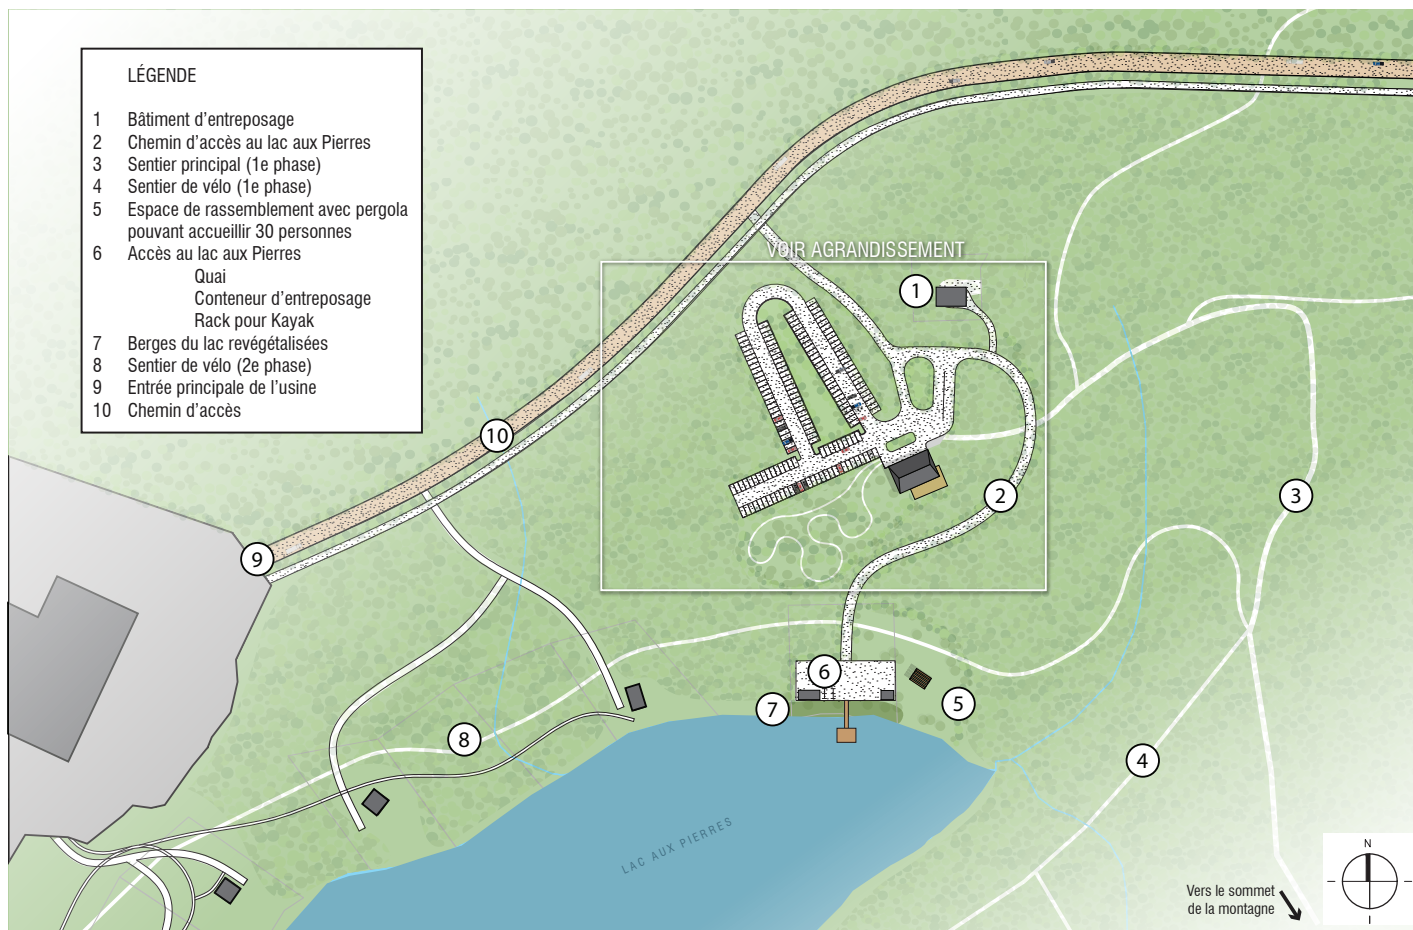 LÉGENDE
1 Bâtiment d'entreposage
2 Chemin d'accès au lac aux Pierres
3 Sentier principal (1e phase)
4 Sentier de vélo (1e phase)
5 Espace de rassemblement avec pergola
pouvant accueillir 30 personnes
6 Accès au lac aux Pierres
Quai
Conteneur d'entreposage
Rack pour Kayak
7 Berges du lac revégétalisées
8 Sentier de vélo (2e phase)
9 Entrée principale de l'usine
10 Chemin d'accès
VOIR AGRANDISSEMENT
1
10
2
3
9
6
5
7
8
4
LAC AUX PIERRES
N
Vers le sommet
de la montagne